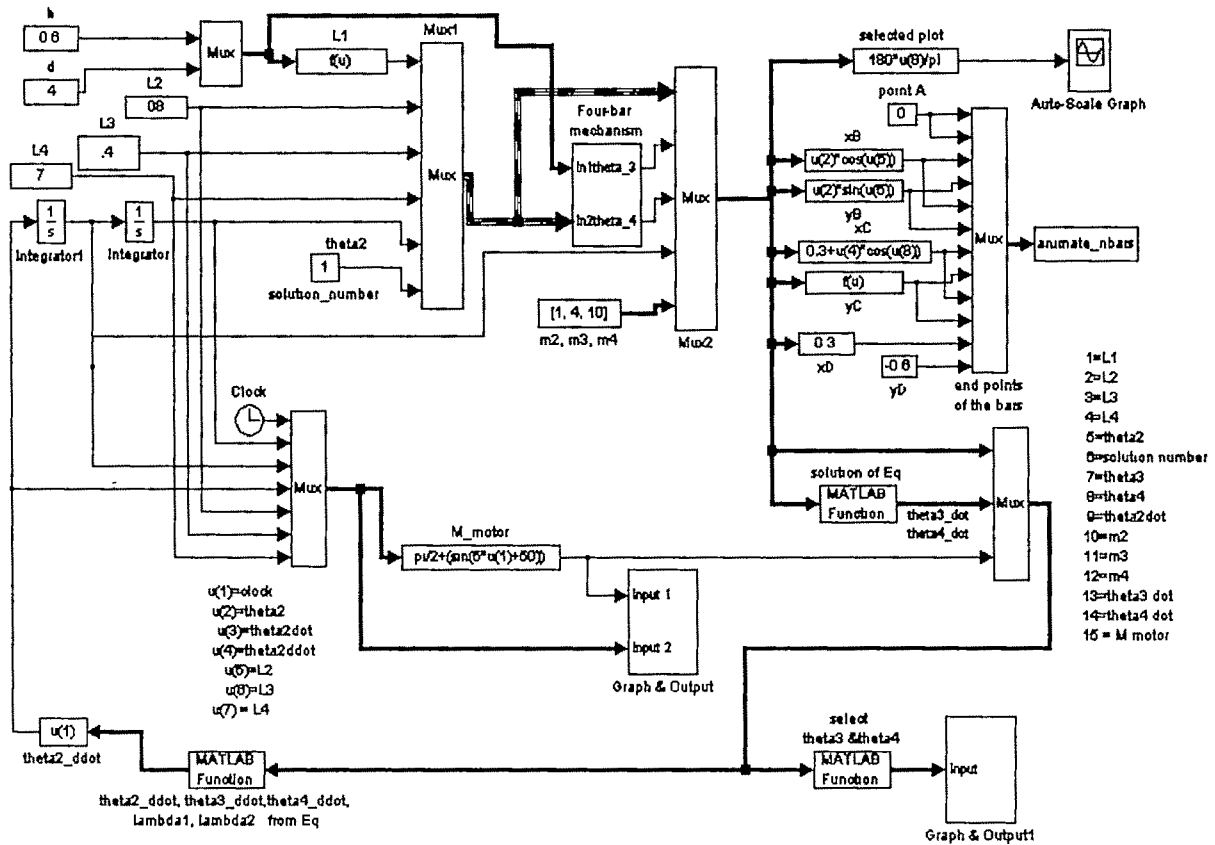 h
0.6
d
4
Mux
L1
f(u)
Mux1
L2
08
L3
.4
L4
7
Mux
1
s
Integrator1
1
s
Integrator
theta2
1
solution_number
Four-bar
mechanism
In1
theta_3
In2
theta_4
[1, 4, 10]
m2, m3, m4
Mux
Mux2
selected plot
180*u(8)/pi
Auto-Scale Graph
point A
0
xB
u(2)*cos(u(5))
u(2)*sin(u(5))
yB
xC
0.3+u(4)*cos(u(8))
f(u)
yC
0.3
xD
-0.6
yD
Mux
end points
of the bars
animate_nbars
Clock
Mux
M_motor
pi/2+(sin(5*u(1)+50))
Input 1
Input 2
Graph & Output
u(1)=clock
u(2)=theta2
u(3)=theta2dot
u(4)=theta2ddot
u(5)=L2
u(6)=L3
u(7) = L4
solution of Eq
MATLAB
Function
theta3_dot
theta4_dot
Mux
1=L1
2=L2
3=L3
4=L4
5=theta2
6=solution number
7=theta3
8=theta4
9=theta2dot
10=m2
11=m3
12=m4
13=theta3 dot
14=theta4 dot
15 = M motor
u(1)
theta2_ddot
MATLAB
Function
theta2_ddot, theta3_ddot,theta4_ddot,
lambda1, lambda2 from Eq
select
theta3 &theta4
MATLAB
Function
Input
Graph & Output1